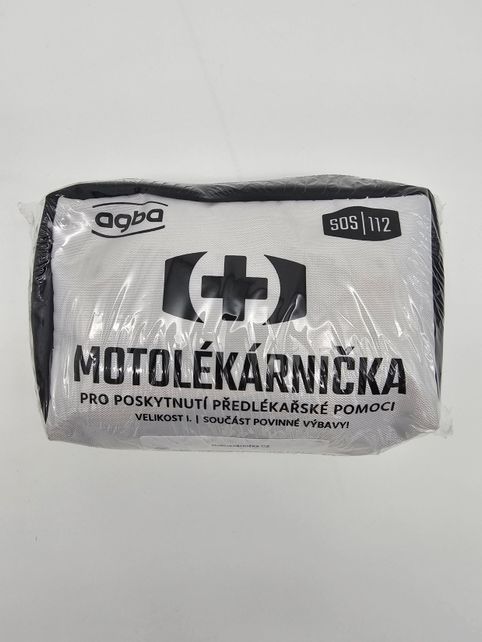 agba
SOS|112
MOTOLÉKÁRNIČKA
PRO POSKYTNUTÍ PŘEDLÉKAŘSKÉ POMOCI
VELIKOST I. | SOUČÁST POVINNÉ VÝBAVY!